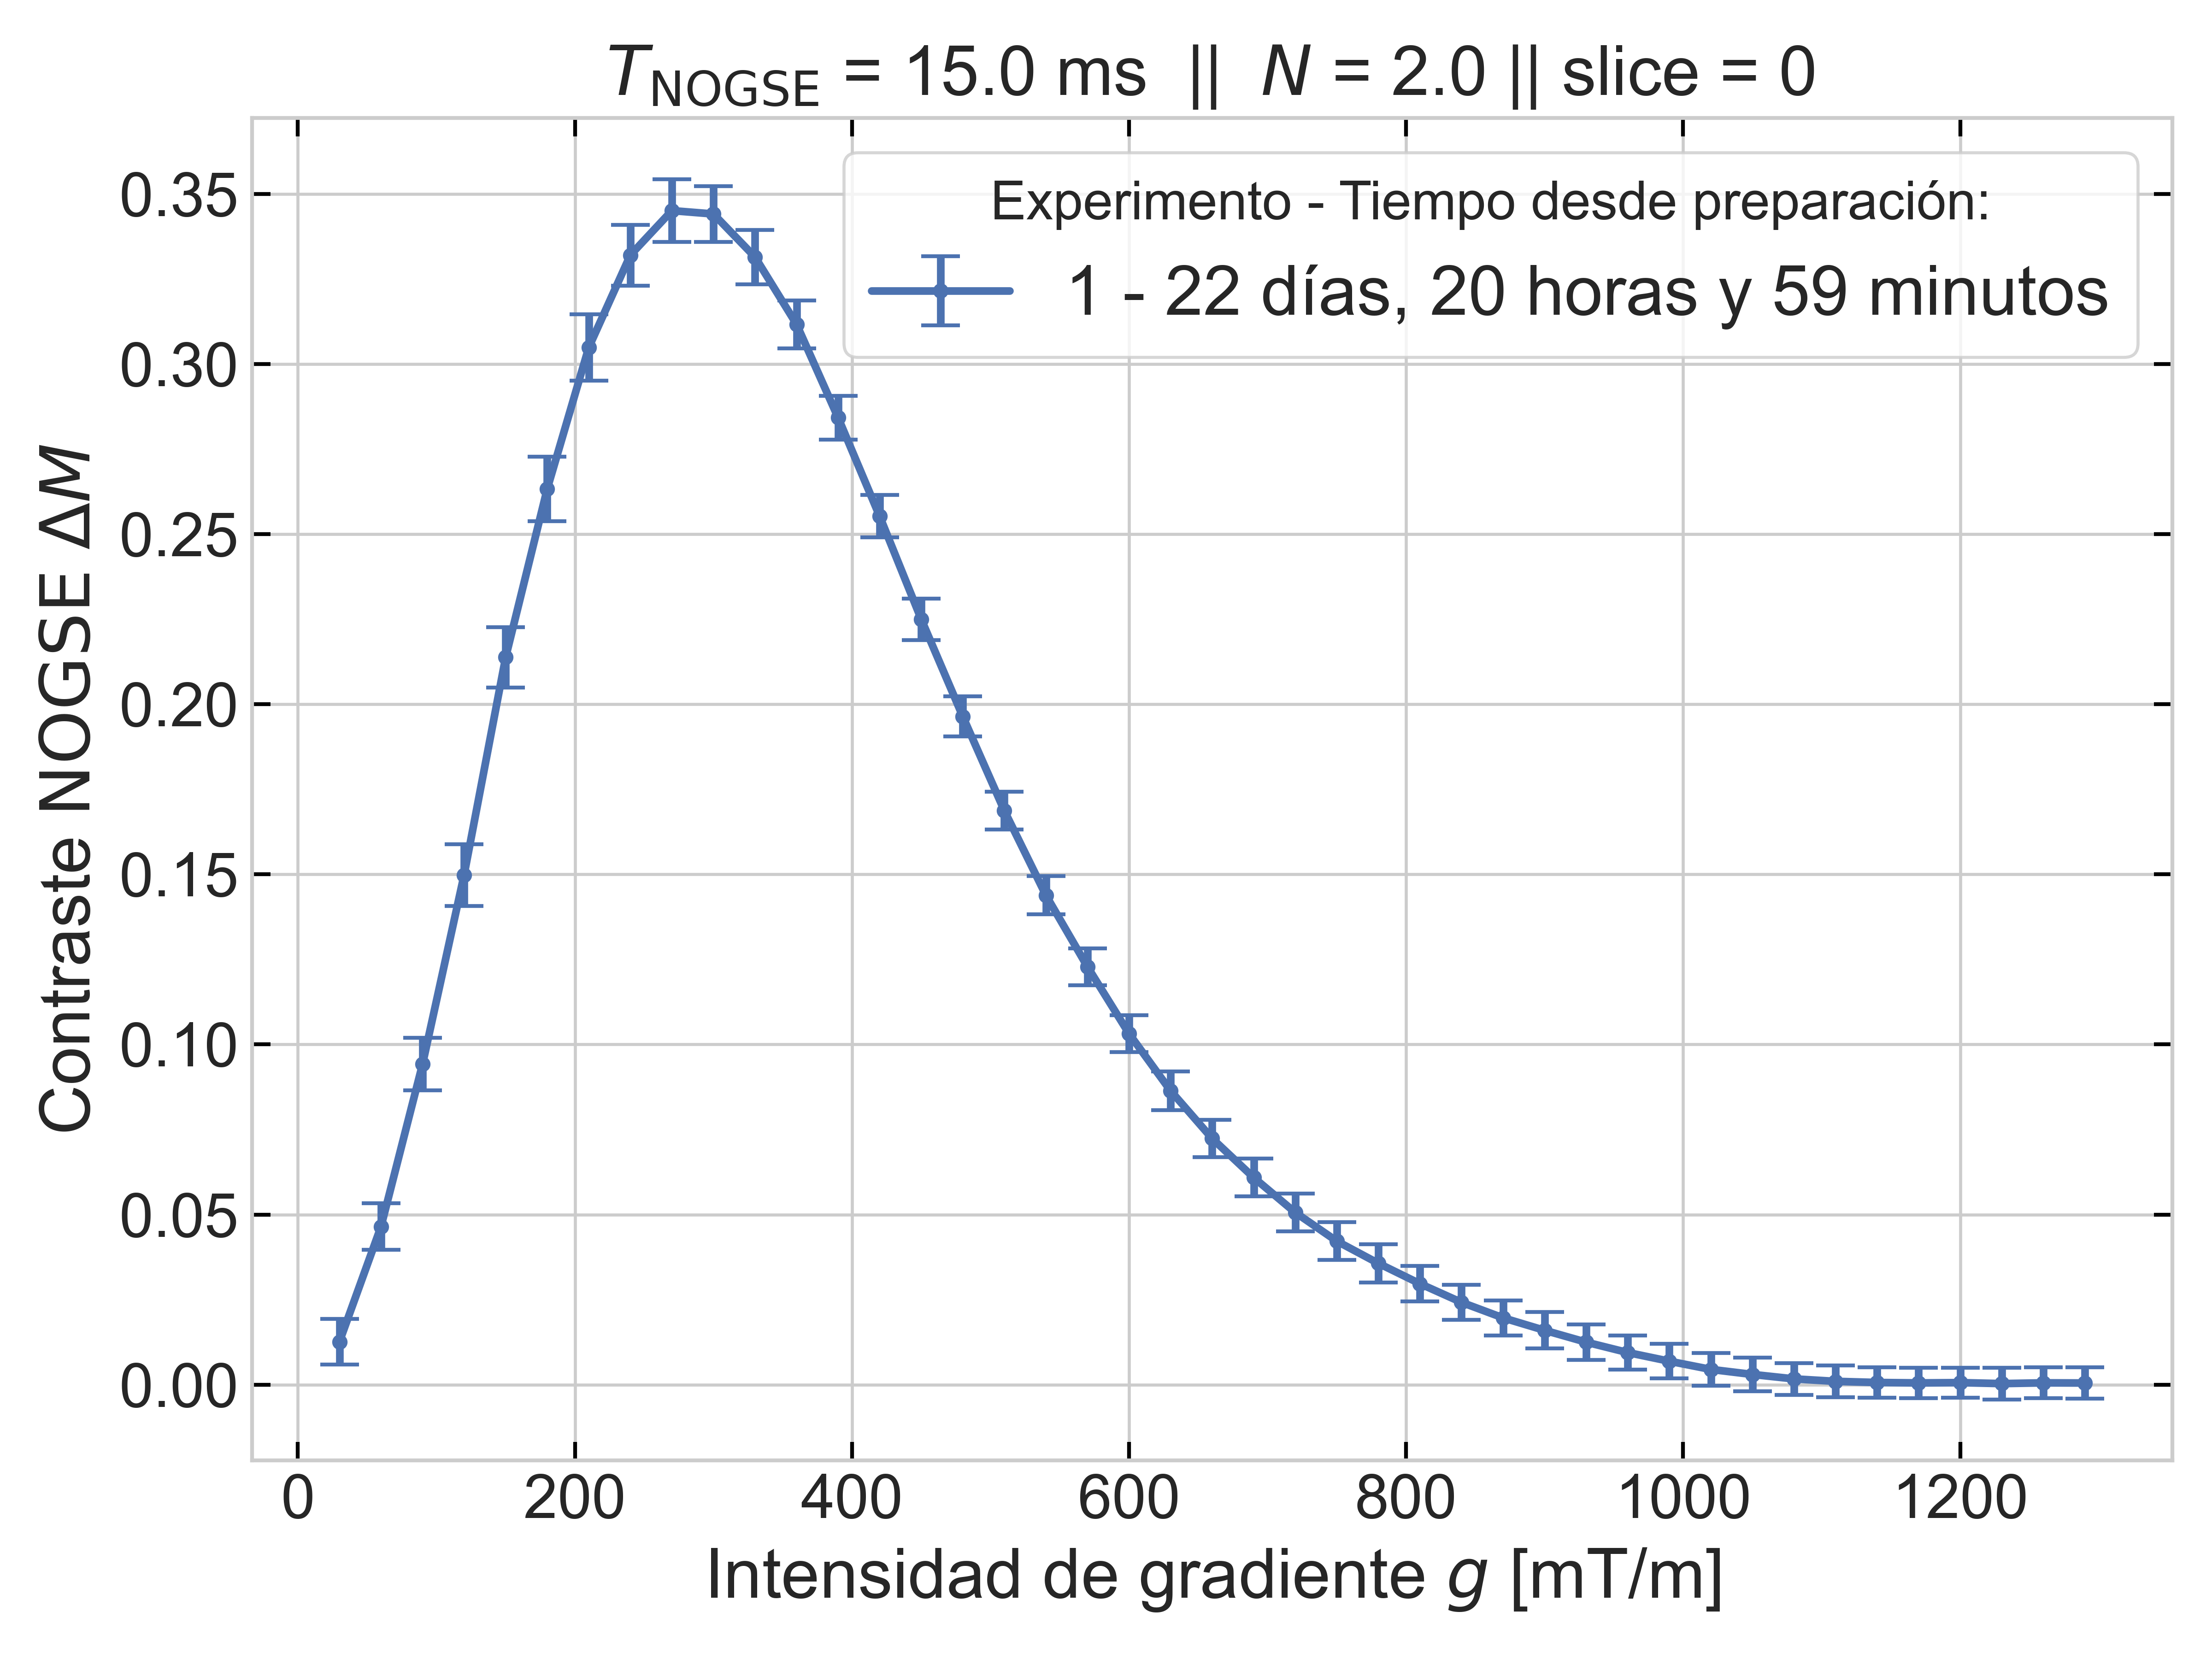 T_NOGSE = 15.0 ms || N = 2.0 || slice = 0
Experimento - Tiempo desde preparación:
1 - 22 días, 20 horas y 59 minutos
Contraste NOGSE ΔM
0.35
0.30
0.25
0.20
0.15
0.10
0.05
0.00
0 200 400 600 800 1000 1200
Intensidad de gradiente g [mT/m]